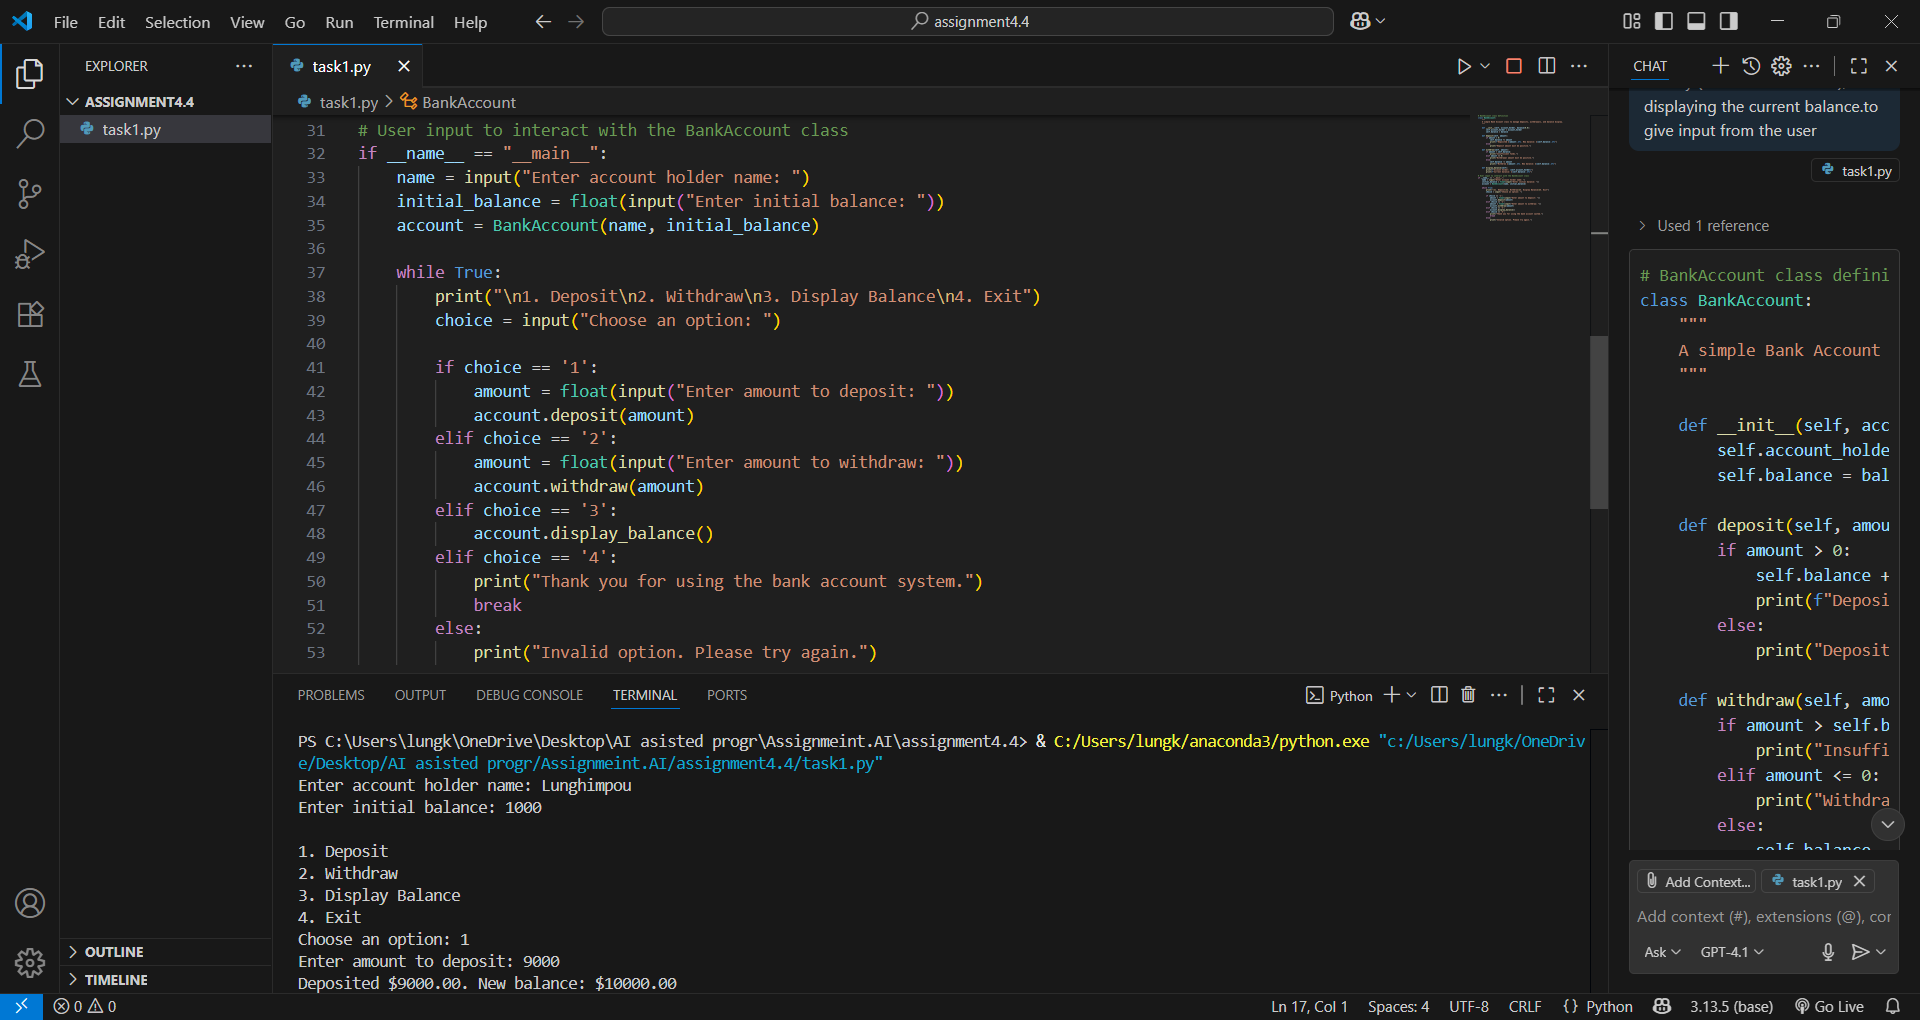 File Edit Selection View Go Run Terminal Help
assignment4.4
EXPLORER
ASSIGNMENT4.4
task1.py
OUTLINE
TIMELINE
task1.py
task1.py > BankAccount
31 # User input to interact with the BankAccount class
32 if __name__ == "__main__":
33 name = input("Enter account holder name: ")
34 initial_balance = float(input("Enter initial balance: "))
35 account = BankAccount(name, initial_balance)
36
37 while True:
38 print("\n1. Deposit\n2. Withdraw\n3. Display Balance\n4. Exit")
39 choice = input("Choose an option: ")
40
41 if choice == '1':
42 amount = float(input("Enter amount to deposit: "))
43 account.deposit(amount)
44 elif choice == '2':
45 amount = float(input("Enter amount to withdraw: "))
46 account.withdraw(amount)
47 elif choice == '3':
48 account.display_balance()
49 elif choice == '4':
50 print("Thank you for using the bank account system.")
51 break
52 else:
53 print("Invalid option. Please try again.")
PROBLEMS OUTPUT DEBUG CONSOLE TERMINAL PORTS
Python
PS C:\Users\lungk\OneDrive\Desktop\AI asisted progr\Assignmeint.AI\assignment4.4> & C:/Users/lungk/anaconda3/python.exe "c:/Users/lungk/OneDriv
e/Desktop/AI asisted progr/Assignmeint.AI/assignment4.4/task1.py"
Enter account holder name: Lunghimpou
Enter initial balance: 1000
1. Deposit
2. Withdraw
3. Display Balance
4. Exit
Choose an option: 1
Enter amount to deposit: 9000
Deposited $9000.00. New balance: $10000.00
CHAT
displaying the current balance.to
give input from the user
task1.py
Used 1 reference
# BankAccount class defini
class BankAccount:
"""
A simple Bank Account
"""
def __init__(self, acc
self.account_holde
self.balance = bal
def deposit(self, amou
if amount > 0:
self.balance +
print(f"Deposi
else:
print("Deposit
def withdraw(self, amo
if amount > self.b
print("Insuffi
elif amount <= 0:
print("Withdra
else:
self.balance
Add Context... task1.py
Add context (#), extensions (@), cor
Ask GPT-4.1
0 0
Ln 17, Col 1 Spaces: 4 UTF-8 CRLF {} Python 3.13.5 (base) Go Live